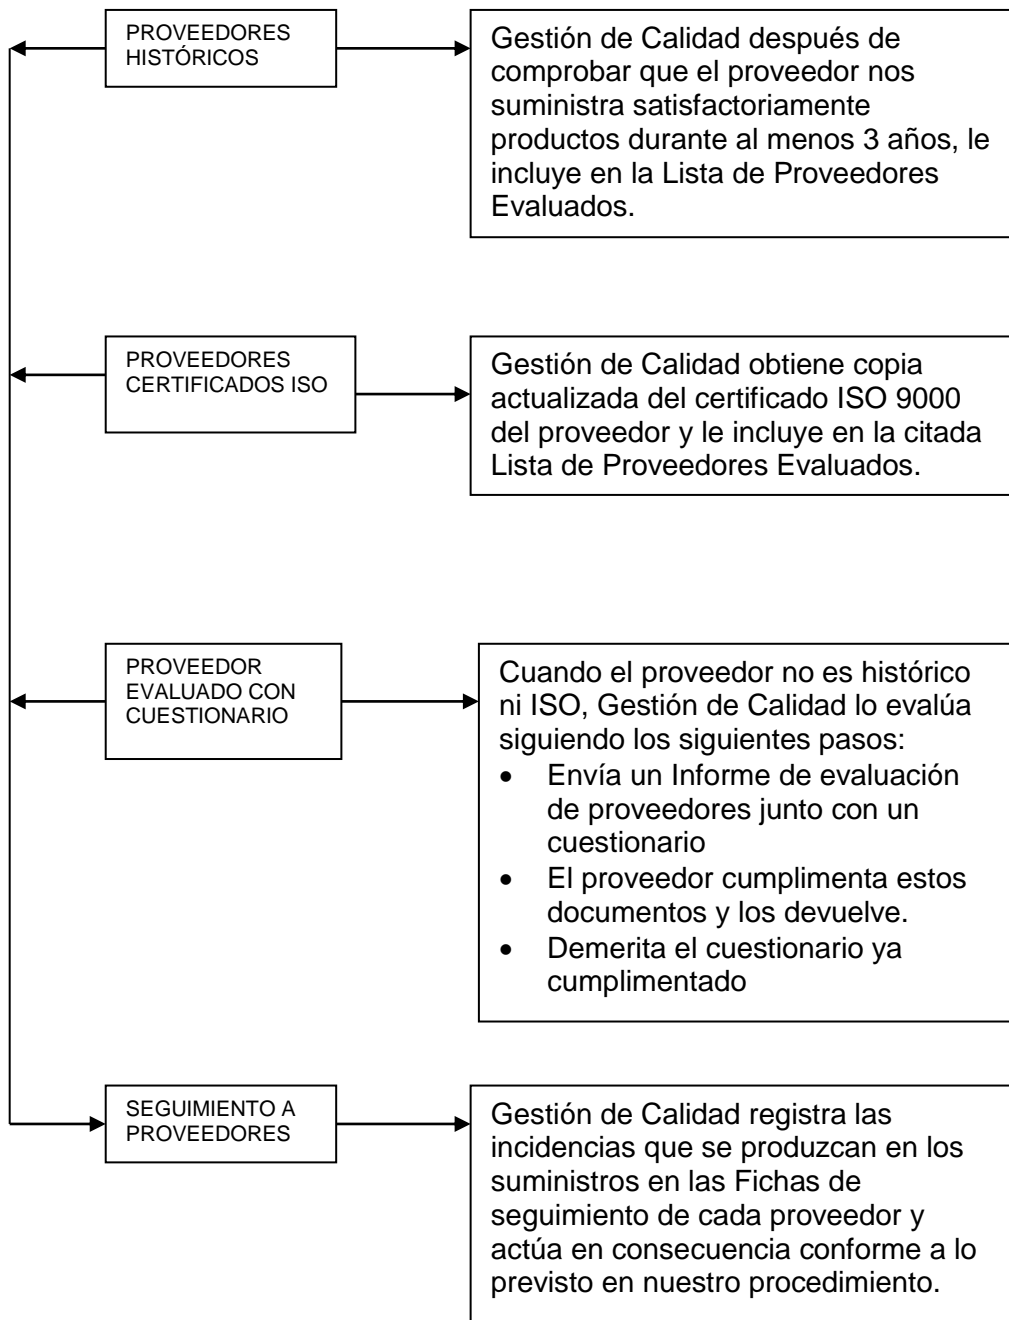 PROVEEDORES
HISTÓRICOS
Gestión de Calidad después de
comprobar que el proveedor nos
suministra satisfactoriamente
productos durante al menos 3 años, le
incluye en la Lista de Proveedores
Evaluados.
PROVEEDORES
CERTIFICADOS ISO
Gestión de Calidad obtiene copia
actualizada del certificado ISO 9000
del proveedor y le incluye en la citada
Lista de Proveedores Evaluados.
PROVEEDOR
EVALUADO CON
CUESTIONARIO
Cuando el proveedor no es histórico
ni ISO, Gestión de Calidad lo evalúa
siguiendo los siguientes pasos:
• Envía un Informe de evaluación
de proveedores junto con un
cuestionario
• El proveedor cumplimenta estos
documentos y los devuelve.
• Demerita el cuestionario ya
cumplimentado
SEGUIMIENTO A
PROVEEDORES
Gestión de Calidad registra las
incidencias que se produzcan en los
suministros en las Fichas de
seguimiento de cada proveedor y
actúa en consecuencia conforme a lo
previsto en nuestro procedimiento.